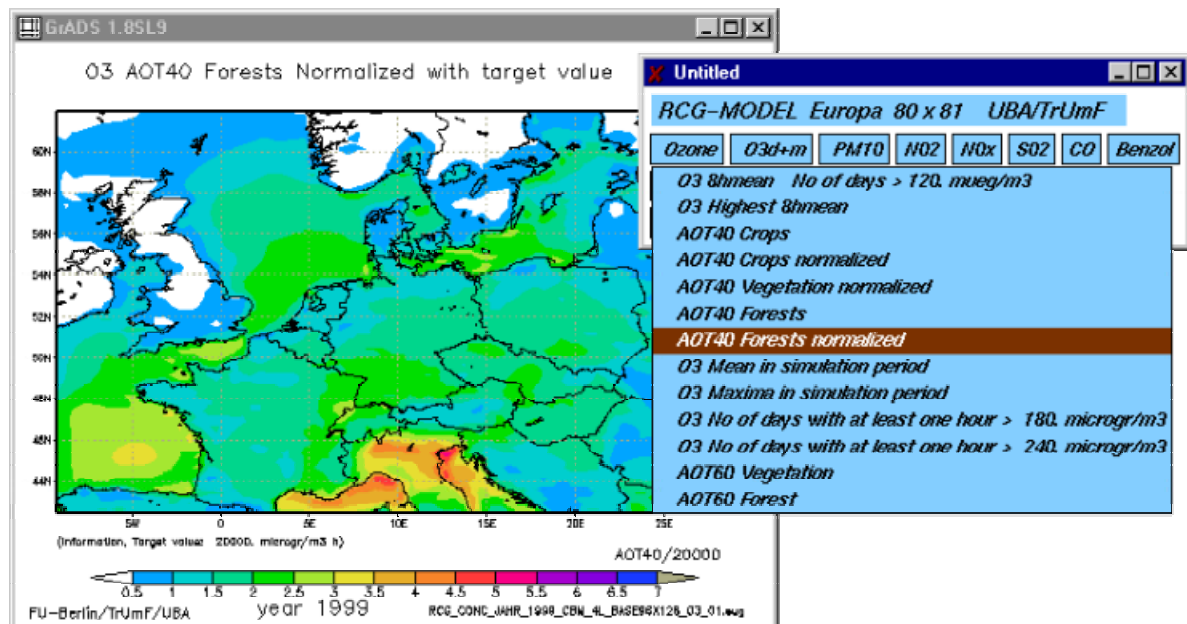 GrADS 1.8SL9
O3 AOT40 Forests Normalized with target value
60N
58N
56N
54N
52N
50N
48N
46N
44N
5W 0 5E 10E 15E 20E 25E
(Information, Target value: 20000. microgr/m3 h)
AOT40/20000
0.5 1 1.5 2 2.5 3 3.5 4 4.5 5 5.5 6 6.5 7
FU-Berlin/TrUmF/UBA year 1999
Untitled
RCG-MODEL Europa 80 x 81 UBA/TrUmF
Ozone O3d+m PM10 NO2 NOx SO2 CO Benzol
O3 8hmean No of days > 120. mueg/m3
O3 Highest 8hmean
AOT40 Crops
AOT40 Crops normalized
AOT40 Vegetation normalized
AOT40 Forests
AOT40 Forests normalized
O3 Mean in simulation period
O3 Maxima in simulation period
O3 No of days with at least one hour > 180. microgr/m3
O3 No of days with at least one hour > 240. microgr/m3
AOT60 Vegetation
AOT60 Forest